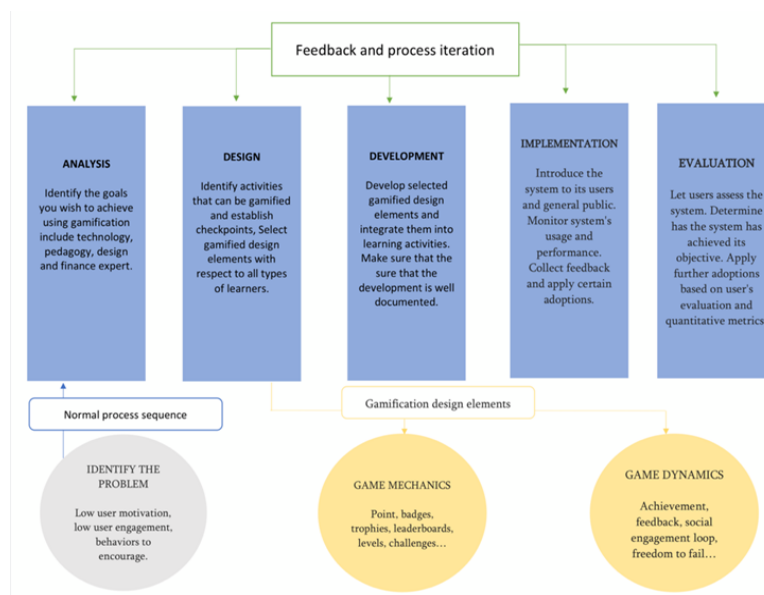 Feedback and process iteration
ANALYSIS
Identify the goals
you wish to achieve
using gamification
include technology,
pedagogy, design
and finance expert.
DESIGN
Identify activities
that can be gamified
and establish
checkpoints, Select
gamified design
elements with
respect to all types
of learners.
DEVELOPMENT
Develop selected
gamified design
elements and
integrate them into
learning activities.
Make sure that the
sure that the
development is well
documented.
IMPLEMENTATION
Introduce the
system to its users
and general public.
Monitor system's
usage and
performance.
Collect feedback
and apply certain
adoptions.
EVALUATION
Let users assess the
system. Determine
has the system has
achieved its
objective. Apply
further adoptions
based on user's
evaluation and
quantitative metrics
Normal process sequence
Gamification design elements
IDENTIFY THE
PROBLEM
Low user motivation,
low user engagement,
behaviors to
encourage.
GAME MECHANICS
Point, badges,
trophies, leaderboards,
levels, challenges...
GAME DYNAMICS
Achievement,
feedback, social
engagement loop,
freedom to fail...